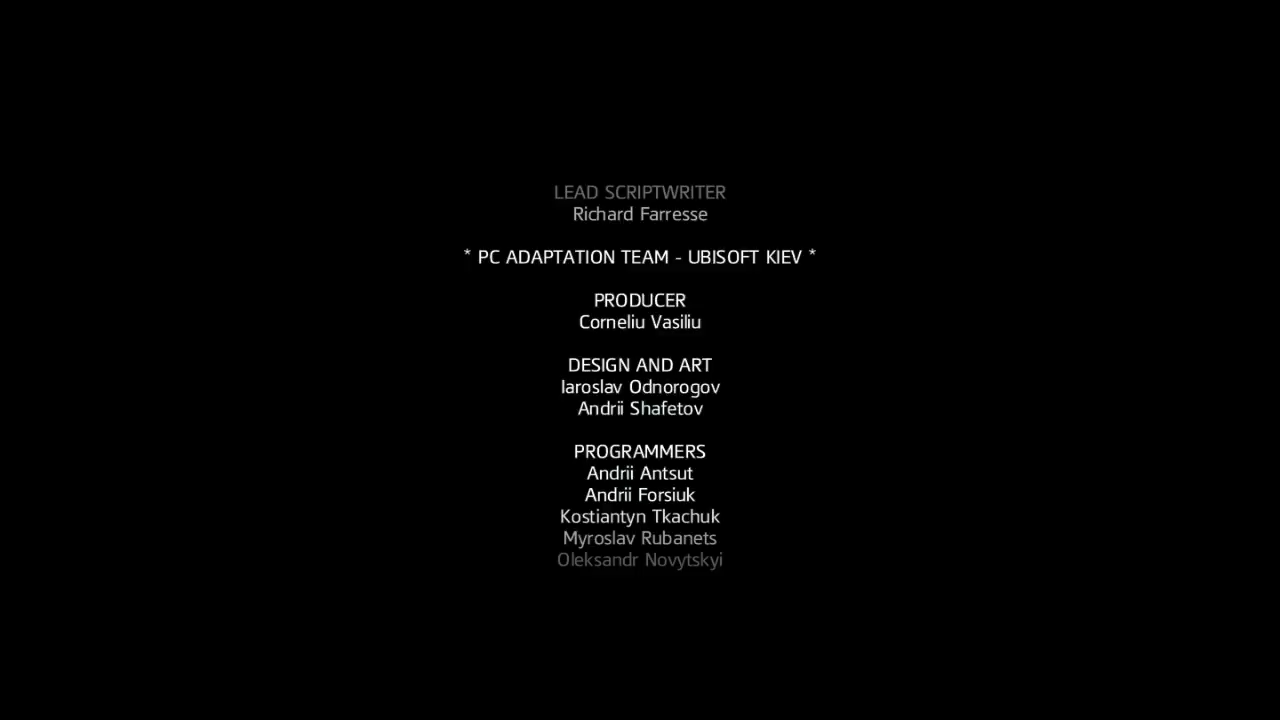 LEAD SCRIPTWRITER
Richard Farresse
* PC ADAPTATION TEAM - UBISOFT KIEV *
PRODUCER
Corneliu Vasiliu
DESIGN AND ART
Iaroslav Odnorogov
Andrii Shafetov
PROGRAMMERS
Andrii Antsut
Andrii Forsiuk
Kostiantyn Tkachuk
Myroslav Rubanets
Oleksandr Novytskyi